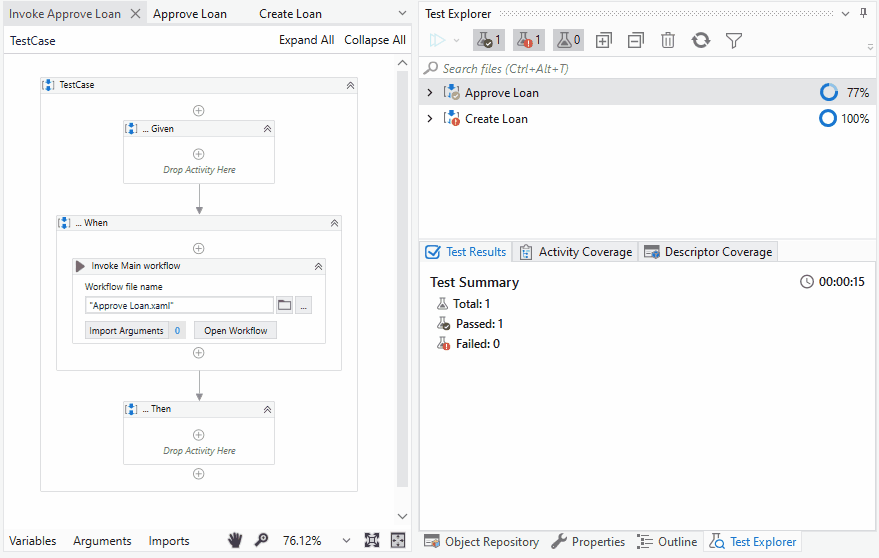 Invoke Approve Loan
Approve Loan
Create Loan
TestCase
Expand All
Collapse All
TestCase
... Given
Drop Activity Here
... When
Invoke Main workflow
Workflow file name
"Approve Loan.xaml"
...
Import Arguments 0
Open Workflow
... Then
Drop Activity Here
Variables
Arguments
Imports
76.12%
Test Explorer
1
1
0
Search files (Ctrl+Alt+T)
Approve Loan 77%
Create Loan 100%
Test Results
Activity Coverage
Descriptor Coverage
Test Summary
00:00:15
Total: 1
Passed: 1
Failed: 0
Object Repository
Properties
Outline
Test Explorer